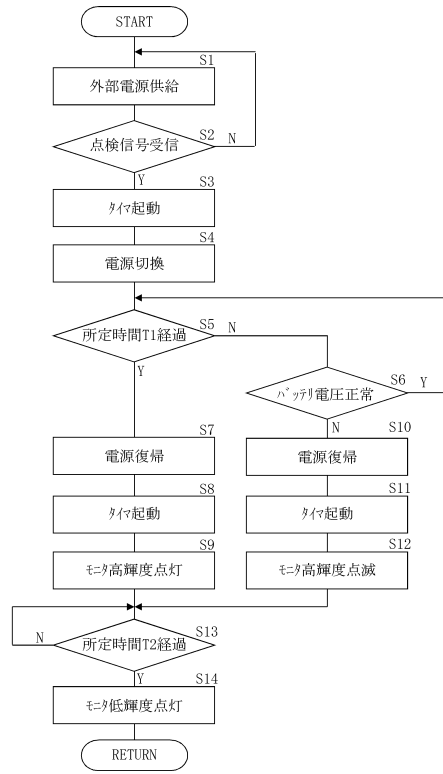 START
S1
外部電源供給
S2
点検信号受信
N
Y
S3
ﾀｲﾏ起動
S4
電源切換
S5
所定時間T1経過
N
Y
S6
ﾊﾞｯﾃﾘ電圧正常
Y
N
S7
電源復帰
S10
電源復帰
S8
ﾀｲﾏ起動
S11
ﾀｲﾏ起動
S9
ﾓﾆﾀ高輝度点灯
S12
ﾓﾆﾀ高輝度点滅
S13
N
所定時間T2経過
Y
S14
ﾓﾆﾀ低輝度点灯
RETURN